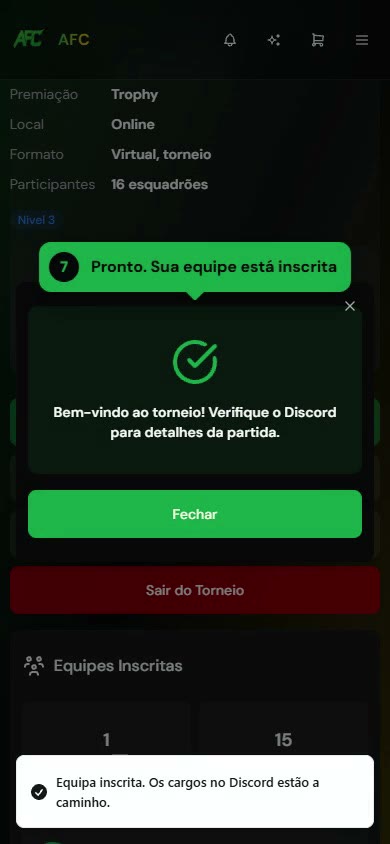 AFC AFC
Premiação Trophy
Local Online
Formato Virtual, torneio
Participantes 16 esquadrões
Nível 3
7 Pronto. Sua equipe está inscrita
Bem-vindo ao torneio! Verifique o Discord
para detalhes da partida.
Fechar
Sair do Torneio
Equipes Inscritas
1 15
Equipa inscrita. Os cargos no Discord estão a
caminho.